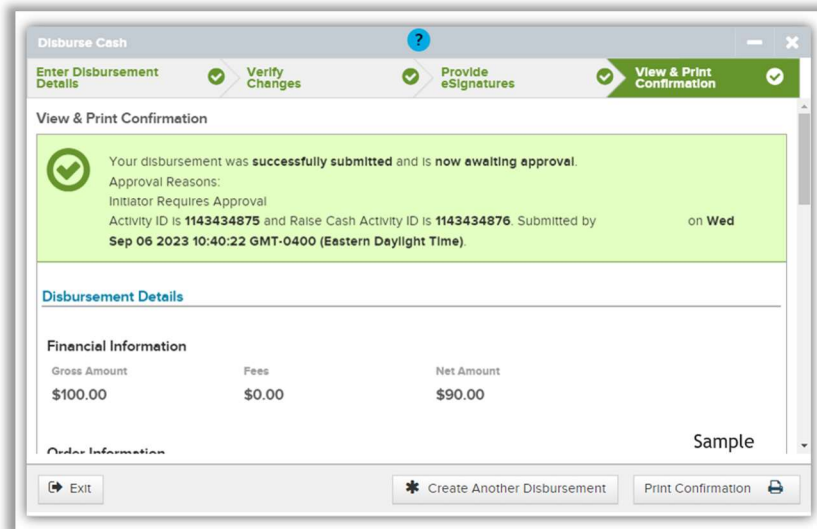 Disburse Cash
?
Enter Disbursement
Details
Verify
Changes
Provide
eSignatures
View & Print
Confirmation
View & Print Confirmation
Your disbursement was successfully submitted and is now awaiting approval.
Approval Reasons:
Initiator Requires Approval
Activity ID is 1143434875 and Raise Cash Activity ID is 1143434876. Submitted by on Wed
Sep 06 2023 10:40:22 GMT-0400 (Eastern Daylight Time).
Disbursement Details
Financial Information
Gross Amount Fees Net Amount
$100.00 $0.00 $90.00
Sample
Order Information
Exit
Create Another Disbursement
Print Confirmation